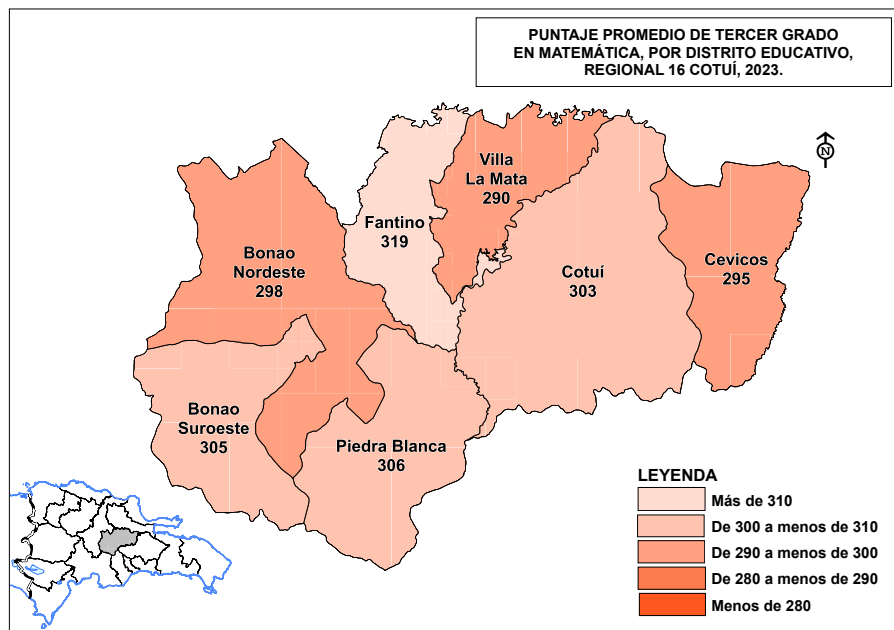 PUNTAJE PROMEDIO DE TERCER GRADO
EN MATEMÁTICA, POR DISTRITO EDUCATIVO,
REGIONAL 16 COTUÍ, 2023.
N
Villa
La Mata
290
Fantino
319
Bonao
Nordeste
298
Cotuí
303
Cevicos
295
Bonao
Suroeste
305
Piedra Blanca
306
LEYENDA
Más de 310
De 300 a menos de 310
De 290 a menos de 300
De 280 a menos de 290
Menos de 280